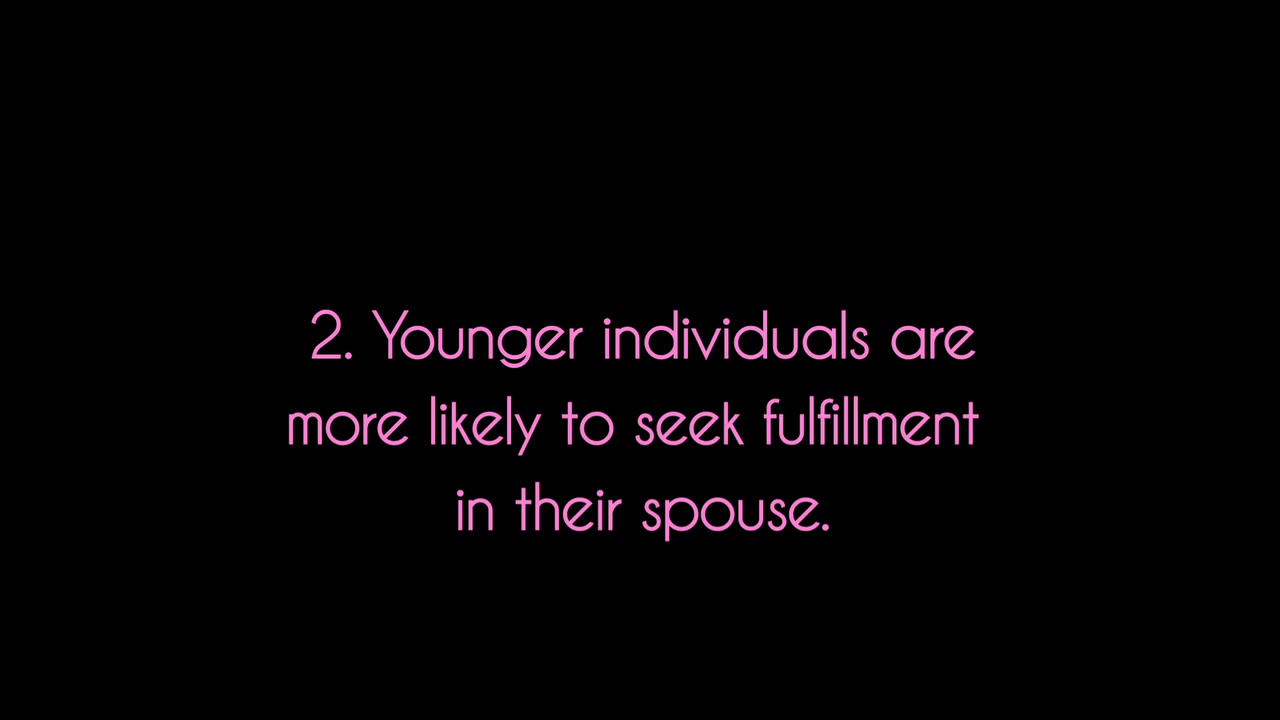 2. Younger individuals are
more likely to seek fulfillment
in their spouse.